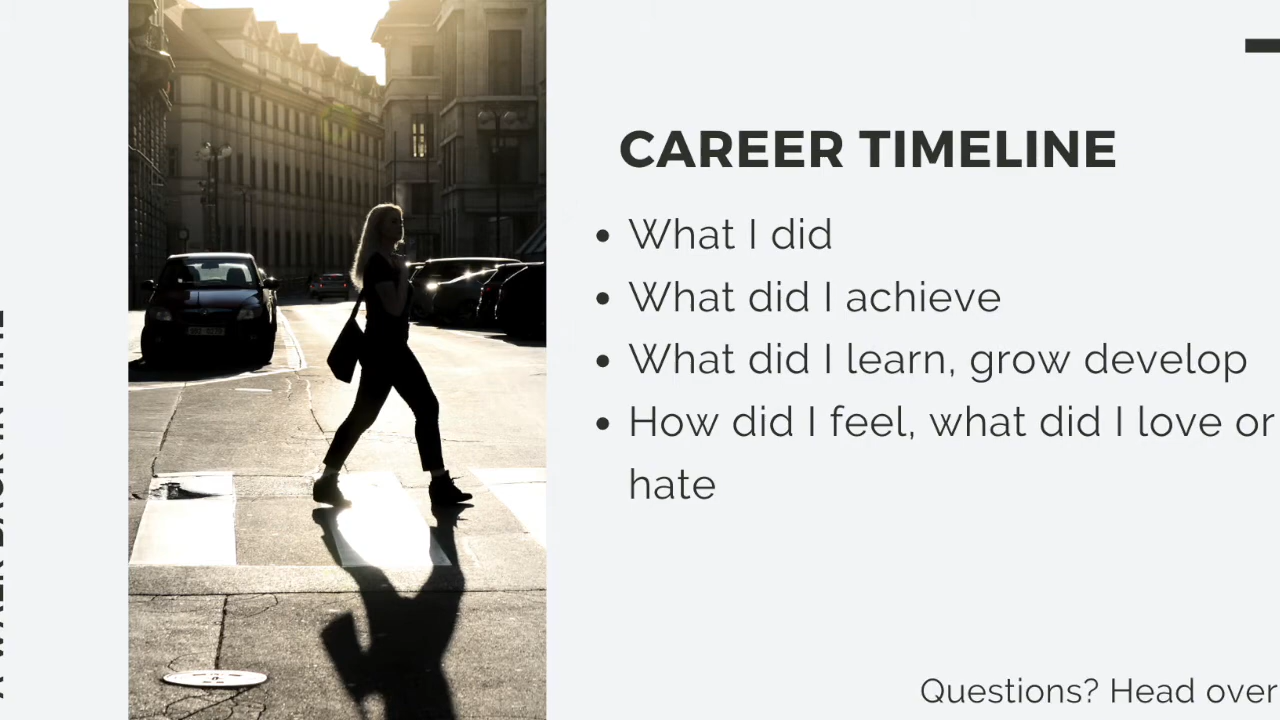 CAREER TIMELINE
What I did
What did I achieve
What did I learn, grow develop
How did I feel, what did I love or
hate
Questions? Head over